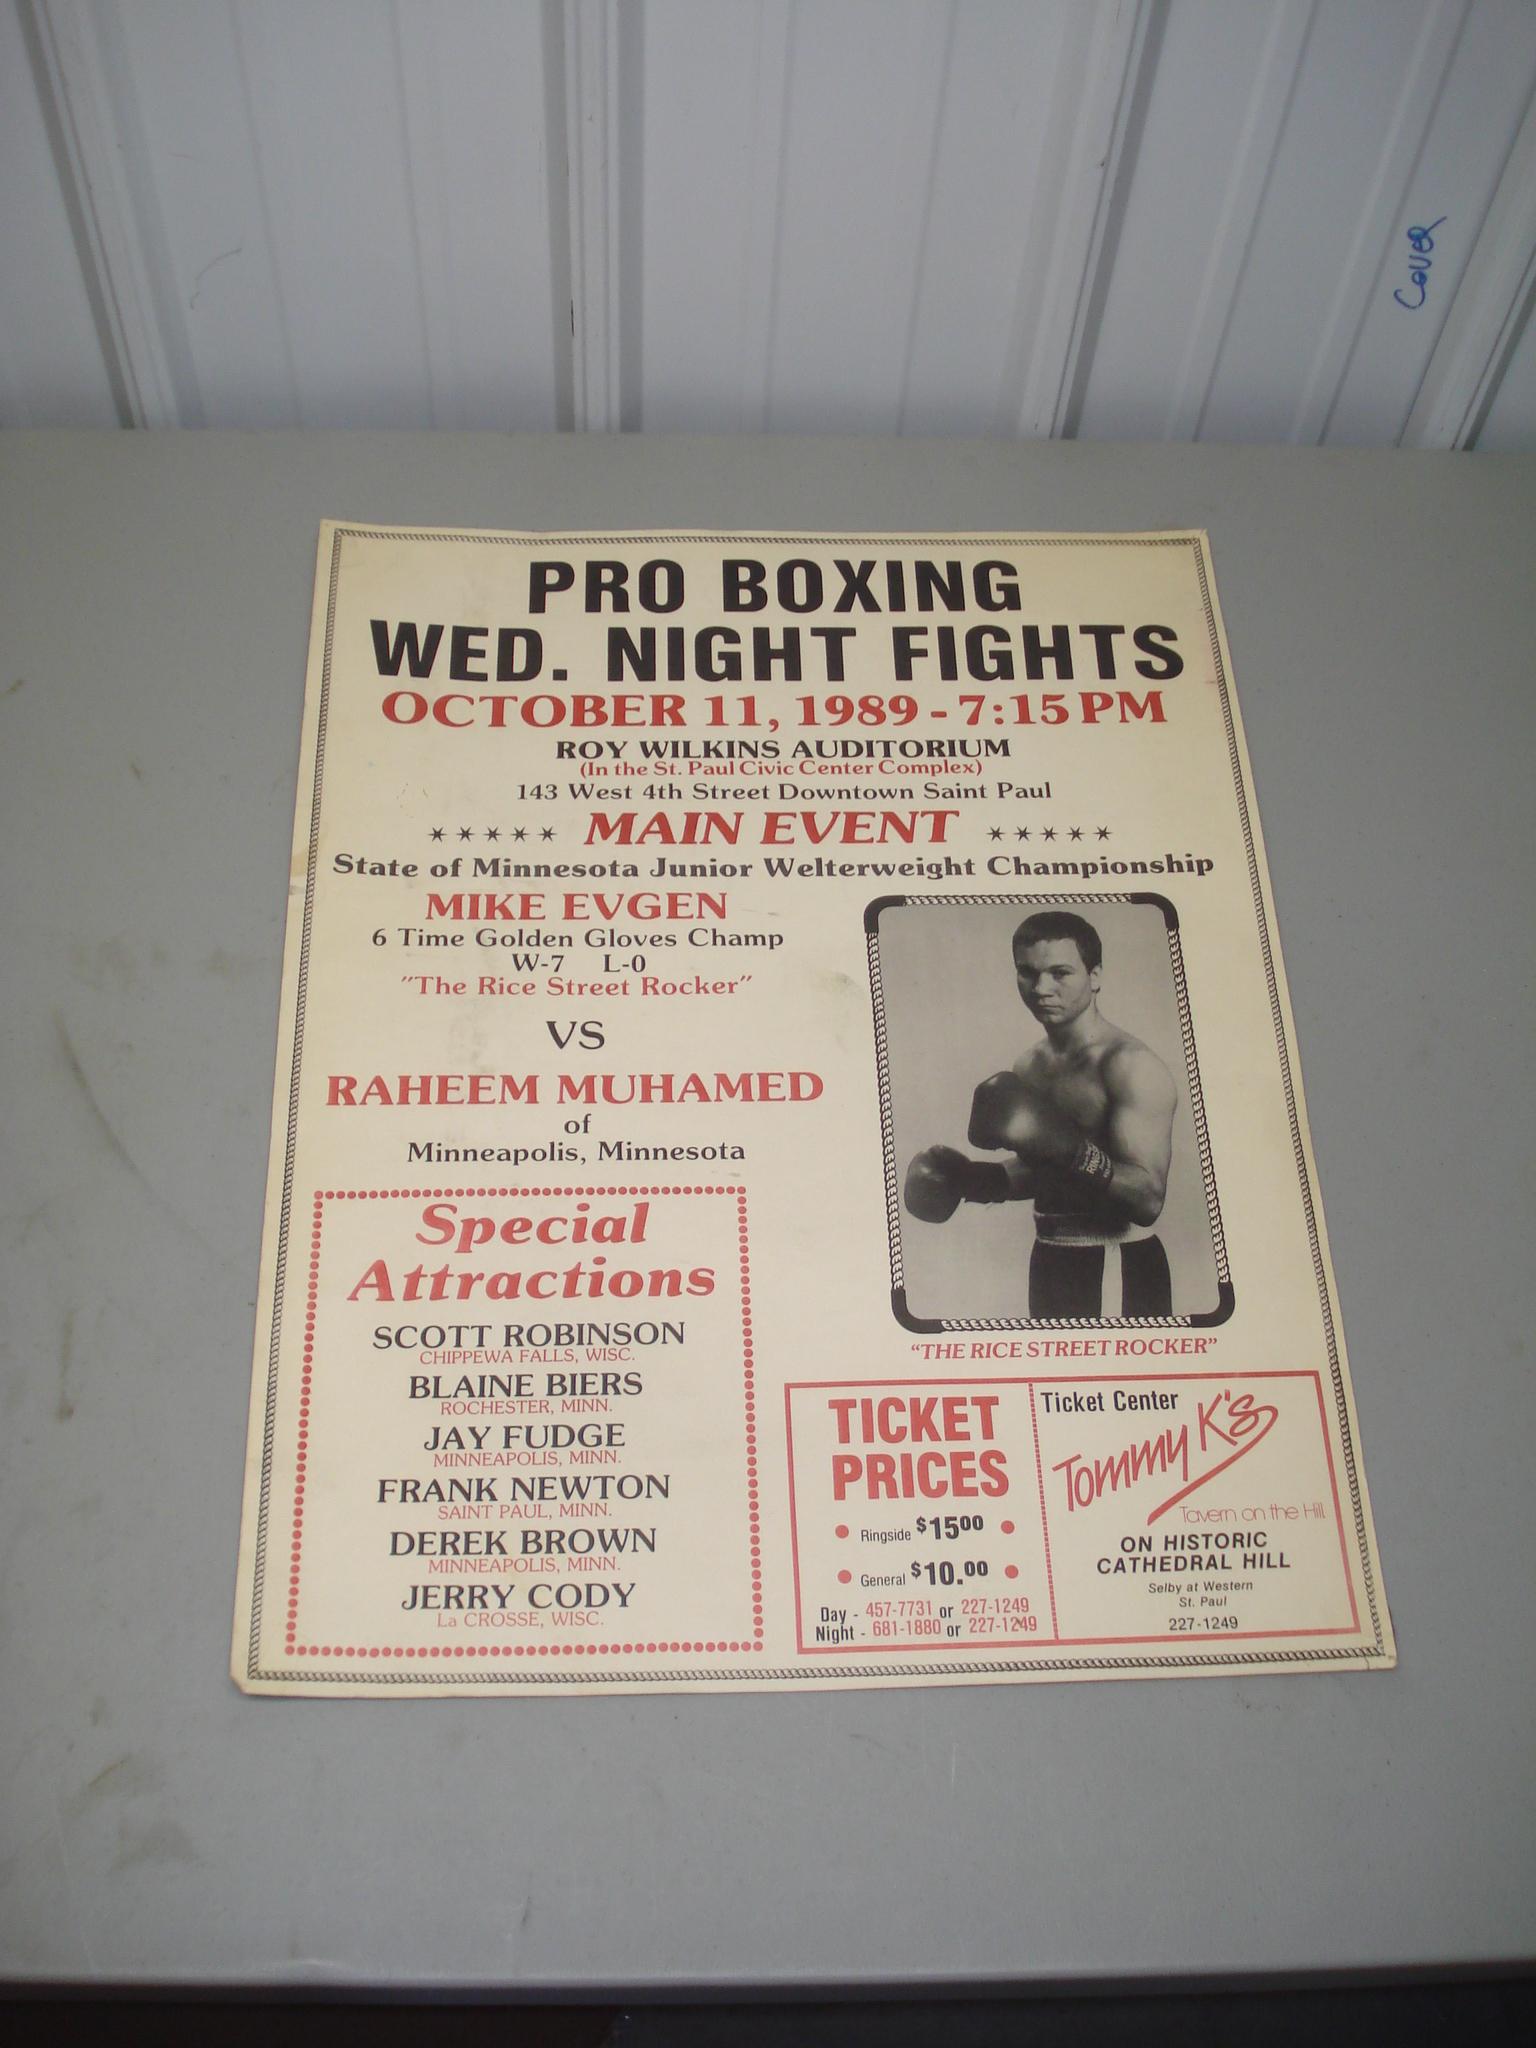 Cover
PRO BOXING
WED. NIGHT FIGHTS
OCTOBER 11, 1989 - 7:15 PM
ROY WILKINS AUDITORIUM
(In the St. Paul Civic Center Complex)
143 West 4th Street Downtown Saint Paul
***** MAIN EVENT *****
State of Minnesota Junior Welterweight Championship
MIKE EVGEN
6 Time Golden Gloves Champ
W-7 L-0
"The Rice Street Rocker"
VS
RAHEEM MUHAMED
of
Minneapolis, Minnesota
"THE RICE STREET ROCKER"
Special
Attractions
SCOTT ROBINSON
CHIPPEWA FALLS, WISC.
BLAINE BIERS
ROCHESTER, MINN.
JAY FUDGE
MINNEAPOLIS, MINN.
FRANK NEWTON
SAINT PAUL, MINN.
DEREK BROWN
MINNEAPOLIS, MINN.
JERRY CODY
La CROSSE, WISC.
TICKET
PRICES
• Ringside $15.00 •
• General $10.00 •
Day - 457-7731 or 227-1249
Night - 681-1880 or 227-1249
Ticket Center
Tommy K's
Tavern on the Hill
ON HISTORIC
CATHEDRAL HILL
Selby at Western
St. Paul
227-1249